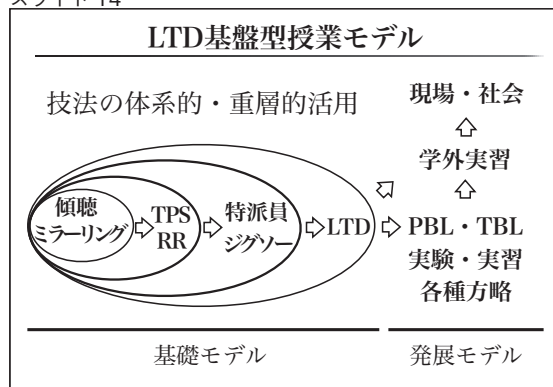 スライド 14
LTD基盤型授業モデル
技法の体系的・重層的活用
傾聴
ミラーリング
TPS
RR
特派員
ジグソー
LTD
現場・社会
学外実習
PBL・TBL
実験・実習
各種方略
基礎モデル
発展モデル